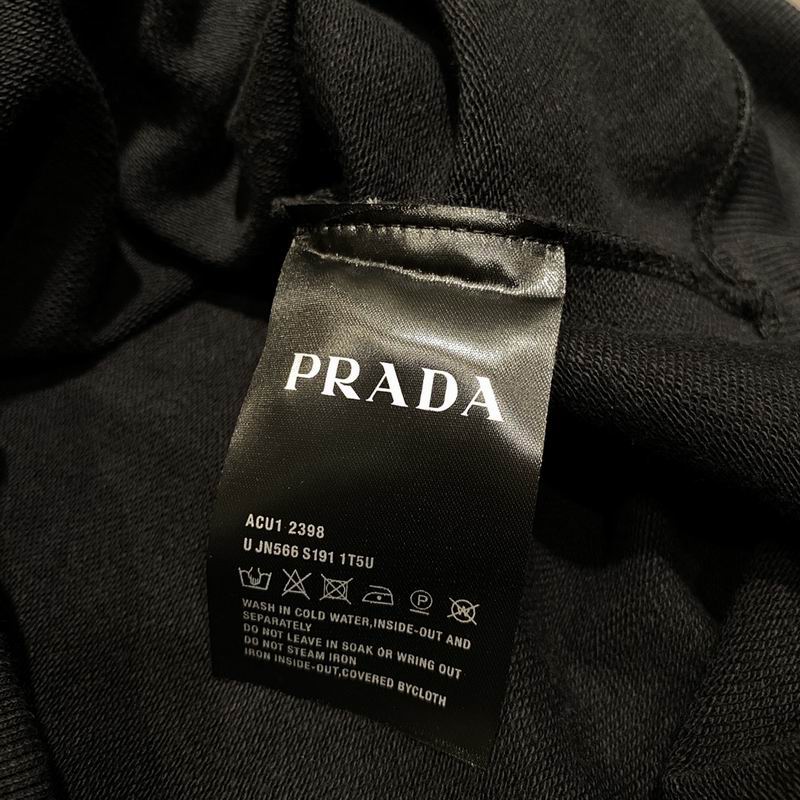 PRADA
ACU1 2398
U JN566 S191 1T5U
WASH IN COLD WATER,INSIDE-OUT AND
SEPARATELY
DO NOT LEAVE IN SOAK OR WRING OUT
DO NOT STEAM IRON
IRON INSIDE-OUT,COVERED BYCLOTH